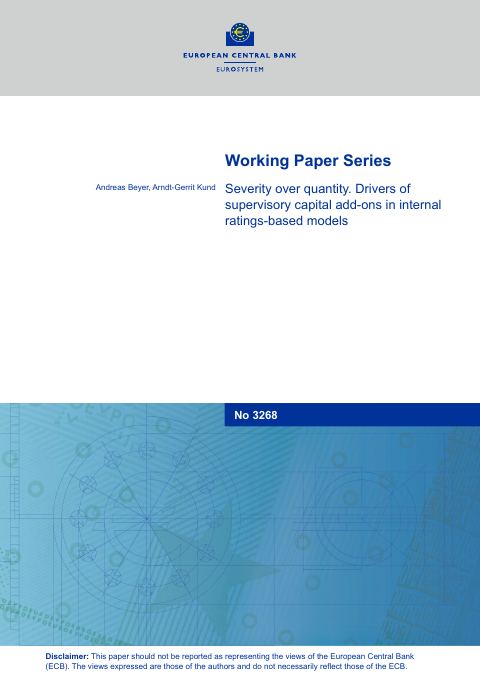 EUROPEAN CENTRAL BANK
EUROSYSTEM
Working Paper Series
Andreas Beyer, Arndt-Gerrit Kund
Severity over quantity. Drivers of
supervisory capital add-ons in internal
ratings-based models
No 3268
Disclaimer: This paper should not be reported as representing the views of the European Central Bank
(ECB). The views expressed are those of the authors and do not necessarily reflect those of the ECB.